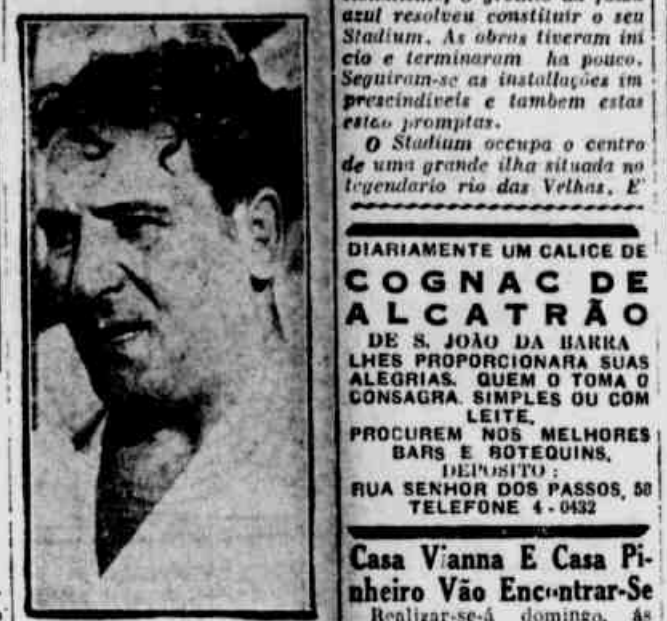 azul resolveu constituir o seu
Stadium. As obras tiveram ini
cio e terminaram ha pouco.
Seguiram-se as installações im
prescindiveis e tambem estas
estão promptas.
O Stadium occupa o centro
de uma grande ilha situada no
legendario rio das Velhas. E'
DIARIAMENTE UM CALICE DE
COGNAC DE
ALCATRÃO
DE S. JOÃO DA BARRA
LHES PROPORCIONARA SUAS
ALEGRIAS. QUEM O TOMA O
CONSAGRA. SIMPLES OU COM
LEITE.
PROCUREM NOS MELHORES
BARS E BOTEQUINS.
DEPOSITO:
RUA SENHOR DOS PASSOS, 58
TELEFONE 4-0432
Casa Vianna E Casa Pi-
nheiro Vão Encontrar-Se
Realizar-se-á domingo, ás